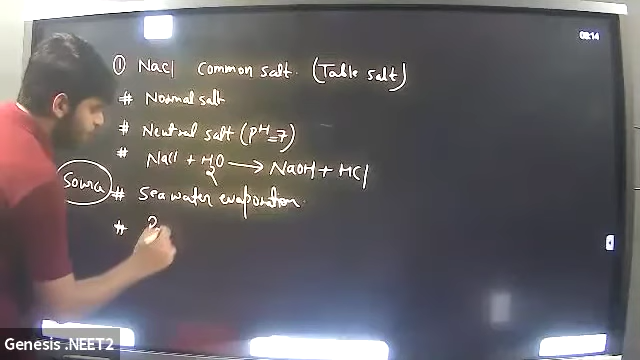 08:14
① NaCl Common salt. (Table salt)
# Normal salt
# Neutral salt (pH=7)
# NaCl + H2O → NaOH + HCl
Source # Sea water evaporation.
#
Genesis .NEET2